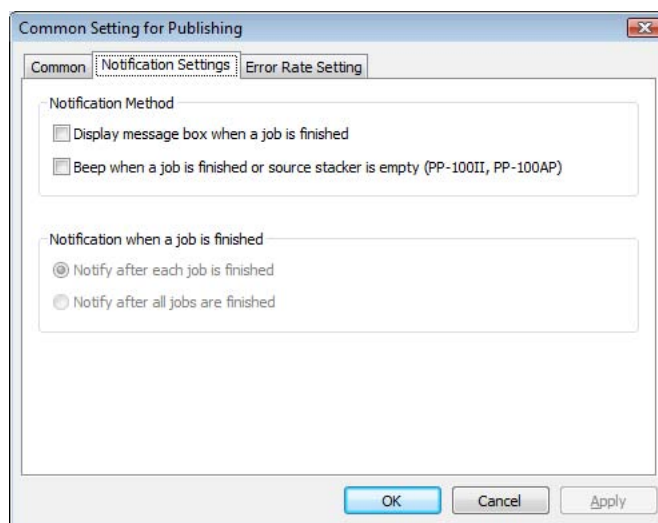 Common Setting for Publishing
Common Notification Settings Error Rate Setting
Notification Method
Display message box when a job is finished
Beep when a job is finished or source stacker is empty (PP-100II, PP-100AP)
Notification when a job is finished
Notify after each job is finished
Notify after all jobs are finished
OK Cancel Apply